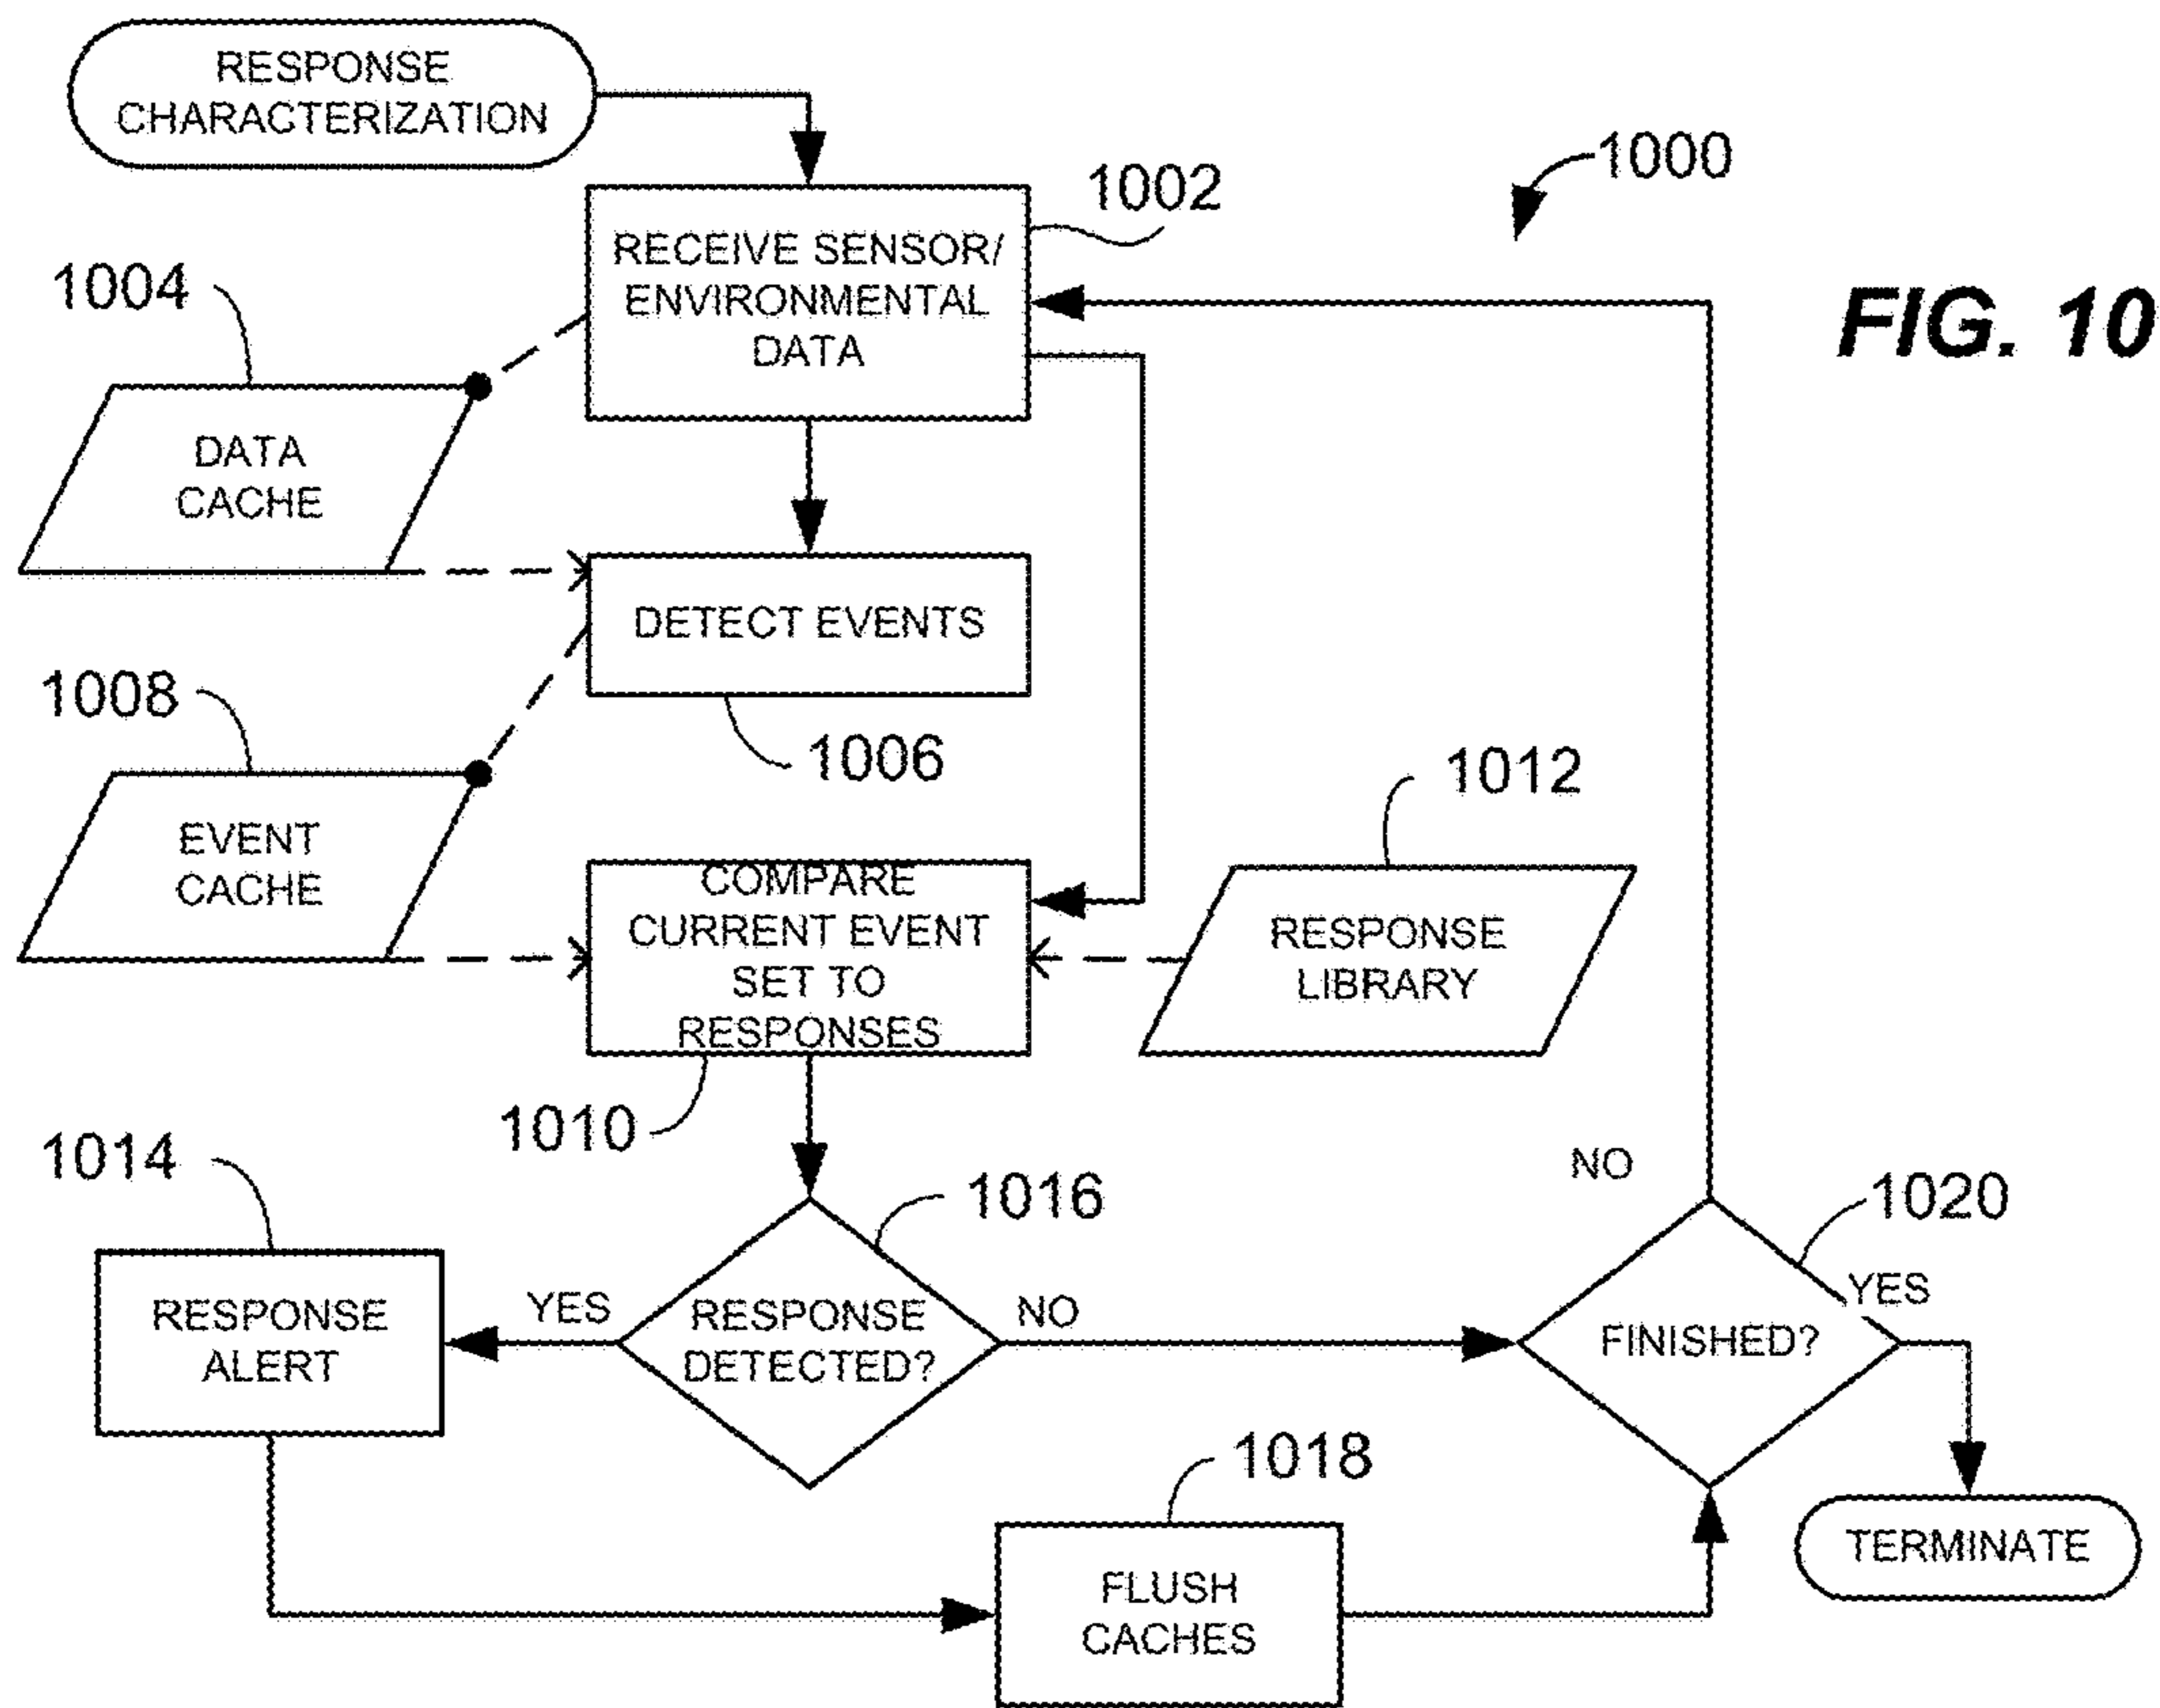 RESPONSE
CHARACTERIZATION
1000
1002
RECEIVE SENSOR/
ENVIRONMENTAL
DATA
FIG. 10
1004
DATA
CACHE
DETECT EVENTS
1006
1008
EVENT
CACHE
1012
COMPARE
CURRENT EVENT
SET TO
RESPONSES
RESPONSE
LIBRARY
1010
1014
RESPONSE
ALERT
YES
1016
RESPONSE
DETECTED?
NO
NO
1020
YES
FINISHED?
1018
FLUSH
CACHES
TERMINATE